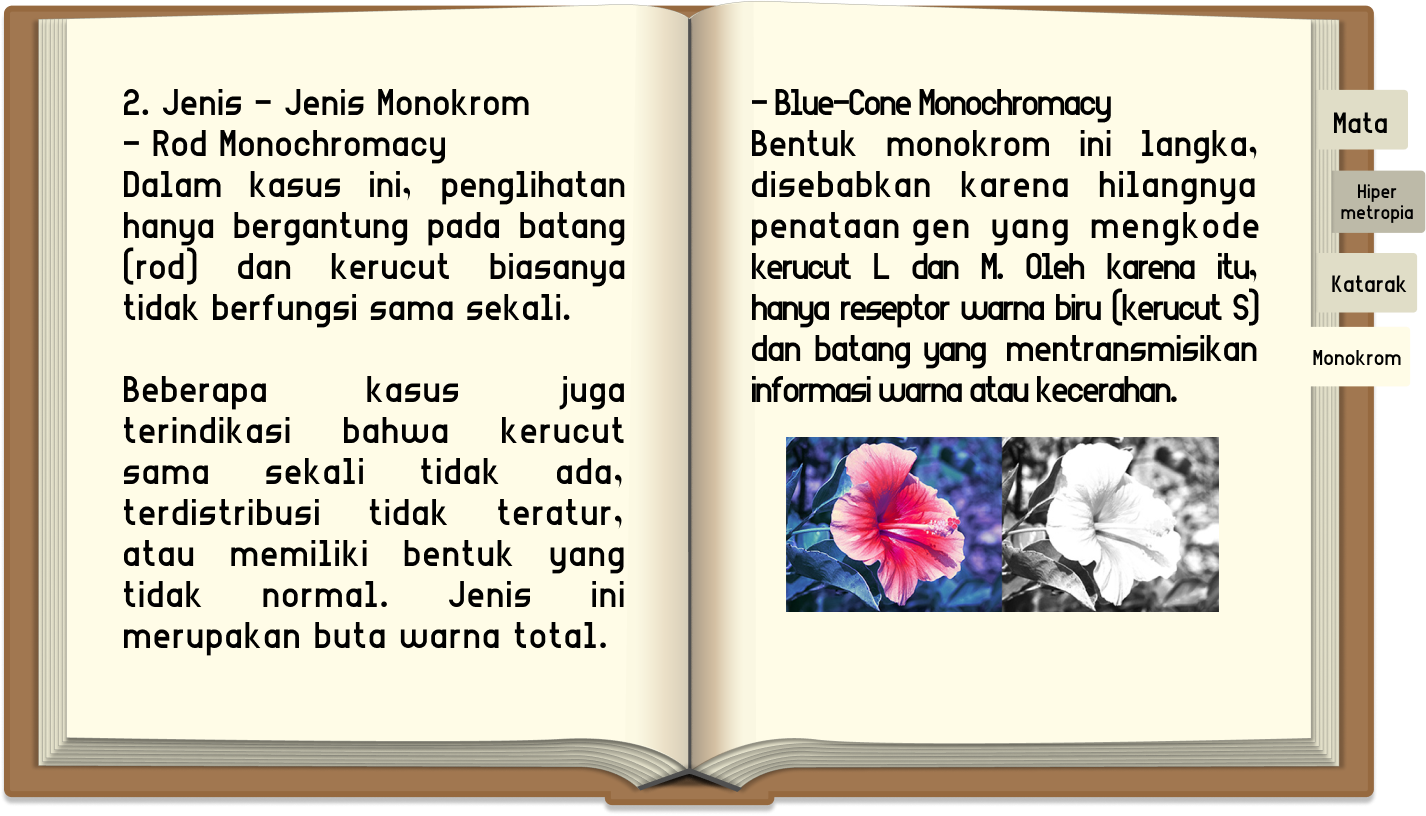 2. Jenis - Jenis Monokrom
- Rod Monochromacy
Dalam kasus ini, penglihatan
hanya bergantung pada batang
(rod) dan kerucut biasanya
tidak berfungsi sama sekali.
Beberapa kasus juga
terindikasi bahwa kerucut
sama sekali tidak ada,
terdistribusi tidak teratur,
atau memiliki bentuk yang
tidak normal. Jenis ini
merupakan buta warna total.
- Blue-Cone Monochromacy
Bentuk monokrom ini langka,
disebabkan karena hilangnya
penataan gen yang mengkode
kerucut L dan M. Oleh karena itu,
hanya reseptor warna biru (kerucut S)
dan batang yang mentransmisikan
informasi warna atau kecerahan.
Mata
Hiper
metropia
Katarak
Monokrom